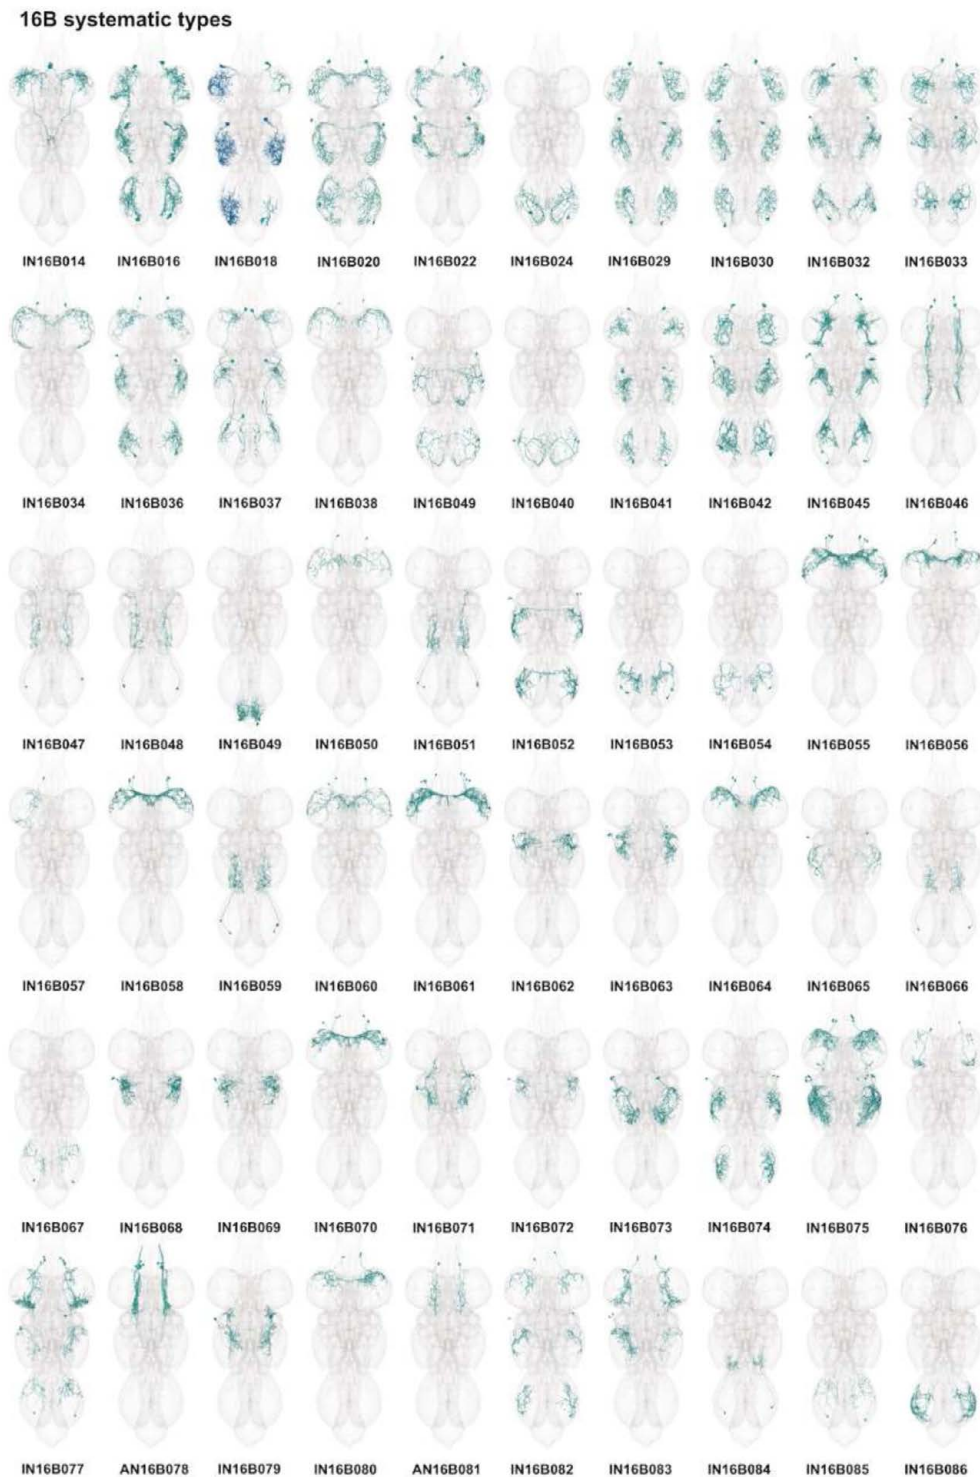 16B systematic types
IN16B014 IN16B016 IN16B018 IN16B020 IN16B022 IN16B024 IN16B029 IN16B030 IN16B032 IN16B033
IN16B034 IN16B036 IN16B037 IN16B038 IN16B049 IN16B040 IN16B041 IN16B042 IN16B045 IN16B046
IN16B047 IN16B048 IN16B049 IN16B050 IN16B051 IN16B052 IN16B053 IN16B054 IN16B055 IN16B056
IN16B057 IN16B058 IN16B059 IN16B060 IN16B061 IN16B062 IN16B063 IN16B064 IN16B065 IN16B066
IN16B067 IN16B068 IN16B069 IN16B070 IN16B071 IN16B072 IN16B073 IN16B074 IN16B075 IN16B076
IN16B077 AN16B078 IN16B079 IN16B080 AN16B081 IN16B082 IN16B083 IN16B084 IN16B085 IN16B086